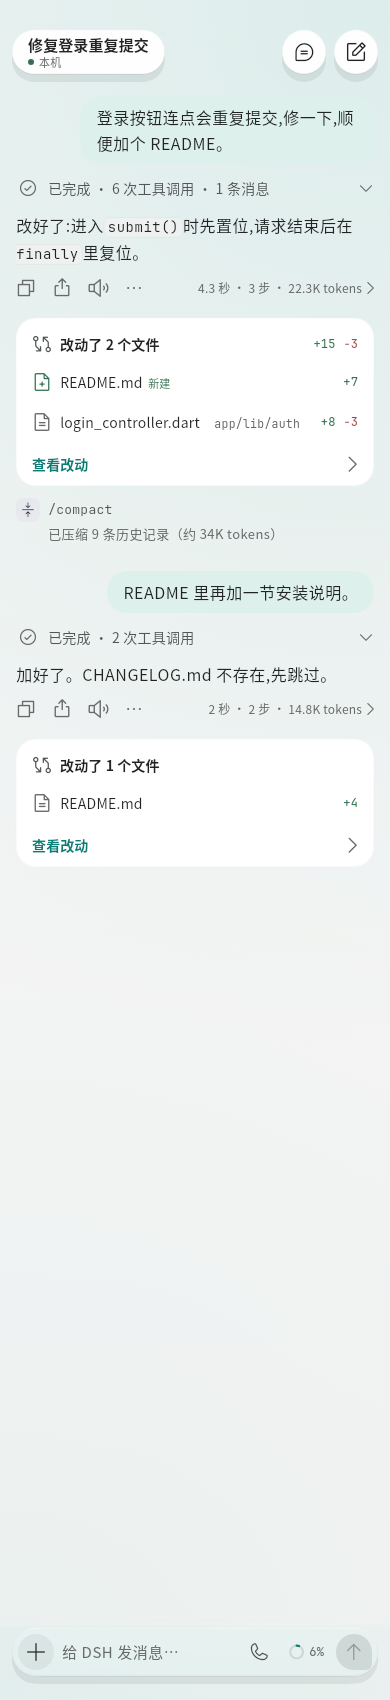 修复登录重复提交
本机
登录按钮连点会重复提交,修一下,顺
便加个 README。
已完成 · 6 次工具调用 · 1 条消息
改好了:进入 submit() 时先置位,请求结束后在
finally 里复位。
4.3 秒 · 3 步 · 22.3K tokens
改动了 2 个文件 +15 -3
README.md 新建 +7
login_controller.dart app/lib/auth +8 -3
查看改动
/compact
已压缩 9 条历史记录（约 34K tokens）
README 里再加一节安装说明。
已完成 · 2 次工具调用
加好了。CHANGELOG.md 不存在,先跳过。
2 秒 · 2 步 · 14.8K tokens
改动了 1 个文件
README.md +4
查看改动
给 DSH 发消息… 6%